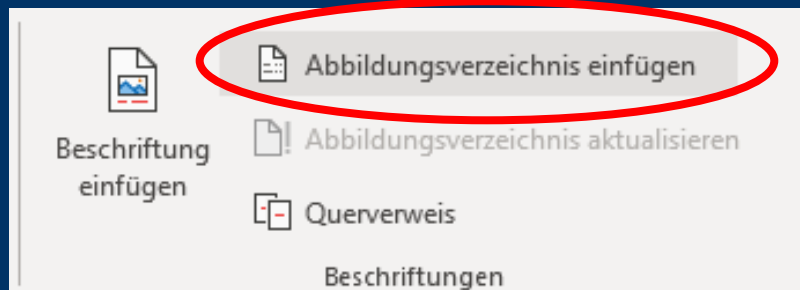 Beschriftung
einfügen
Abbildungsverzeichnis einfügen
Abbildungsverzeichnis aktualisieren
Querverweis
Beschriftungen